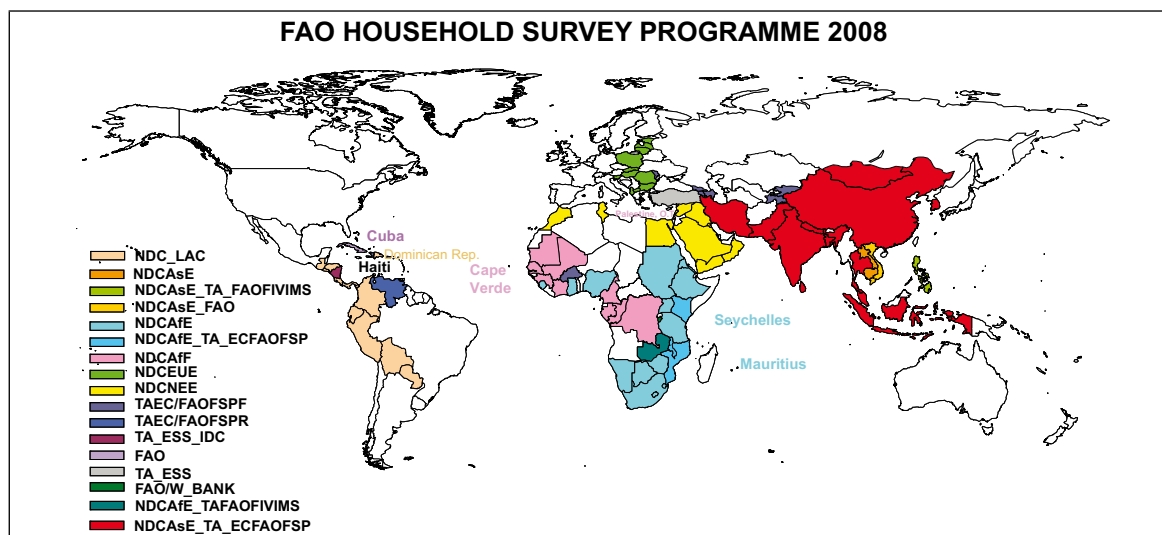 FAO HOUSEHOLD SURVEY PROGRAMME 2008
Palestine, O.
Cuba
Dominican Rep.
Haiti
Cape
Verde
Seychelles
Mauritius
NDC_LAC
NDCAsE
NDCAsE_TA_FAOFIVIMS
NDCAsE_FAO
NDCAfE
NDCAfE_TA_ECFAOFSP
NDCAfF
NDCEUE
NDCNEE
TAEC/FAOFSPF
TAEC/FAOFSPR
TA_ESS_IDC
FAO
TA_ESS
FAO/W_BANK
NDCAfE_TAFAOFIVIMS
NDCAsE_TA_ECFAOFSP